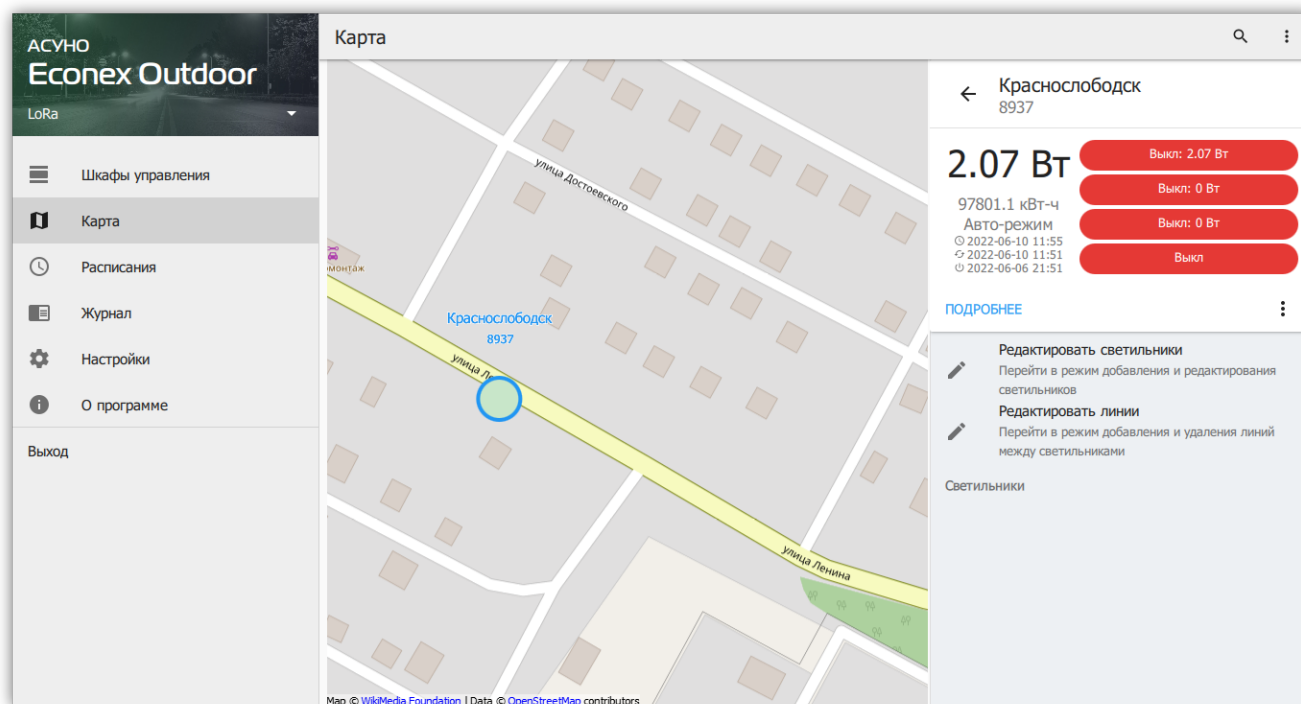 АСУНО
Econex Outdoor
LoRa
Шкафы управления
Карта
Расписания
Журнал
Настройки
О программе
Выход
Карта
улица Достоевского
омонтаж
Краснослободск
8937
улица Ле
улица Ленина
Map © WikiMedia Foundation | Data © OpenStreetMap contributors
Краснослободск
8937
2.07 Вт
97801.1 кВт-ч
Авто-режим
2022-06-10 11:55
2022-06-10 11:51
2022-06-06 21:51
Выкл: 2.07 Вт
Выкл: 0 Вт
Выкл: 0 Вт
Выкл
ПОДРОБНЕЕ
Редактировать светильники
Перейти в режим добавления и редактирования
светильников
Редактировать линии
Перейти в режим добавления и удаления линий
между светильниками
Светильники